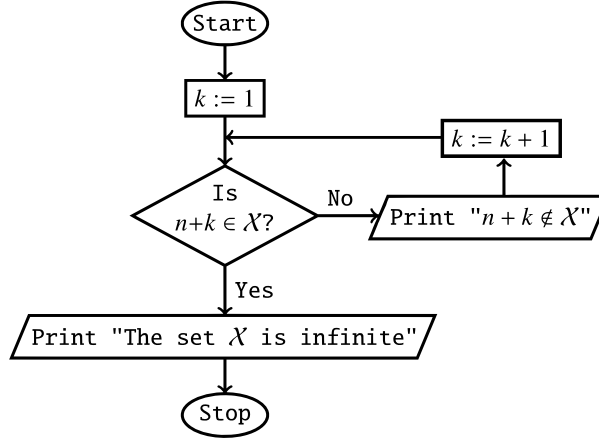 Start
k := 1
k := k + 1
Is
n+k ∈ 𝒳?
No
Print "n + k ∉ 𝒳"
Yes
Print "The set 𝒳 is infinite"
Stop